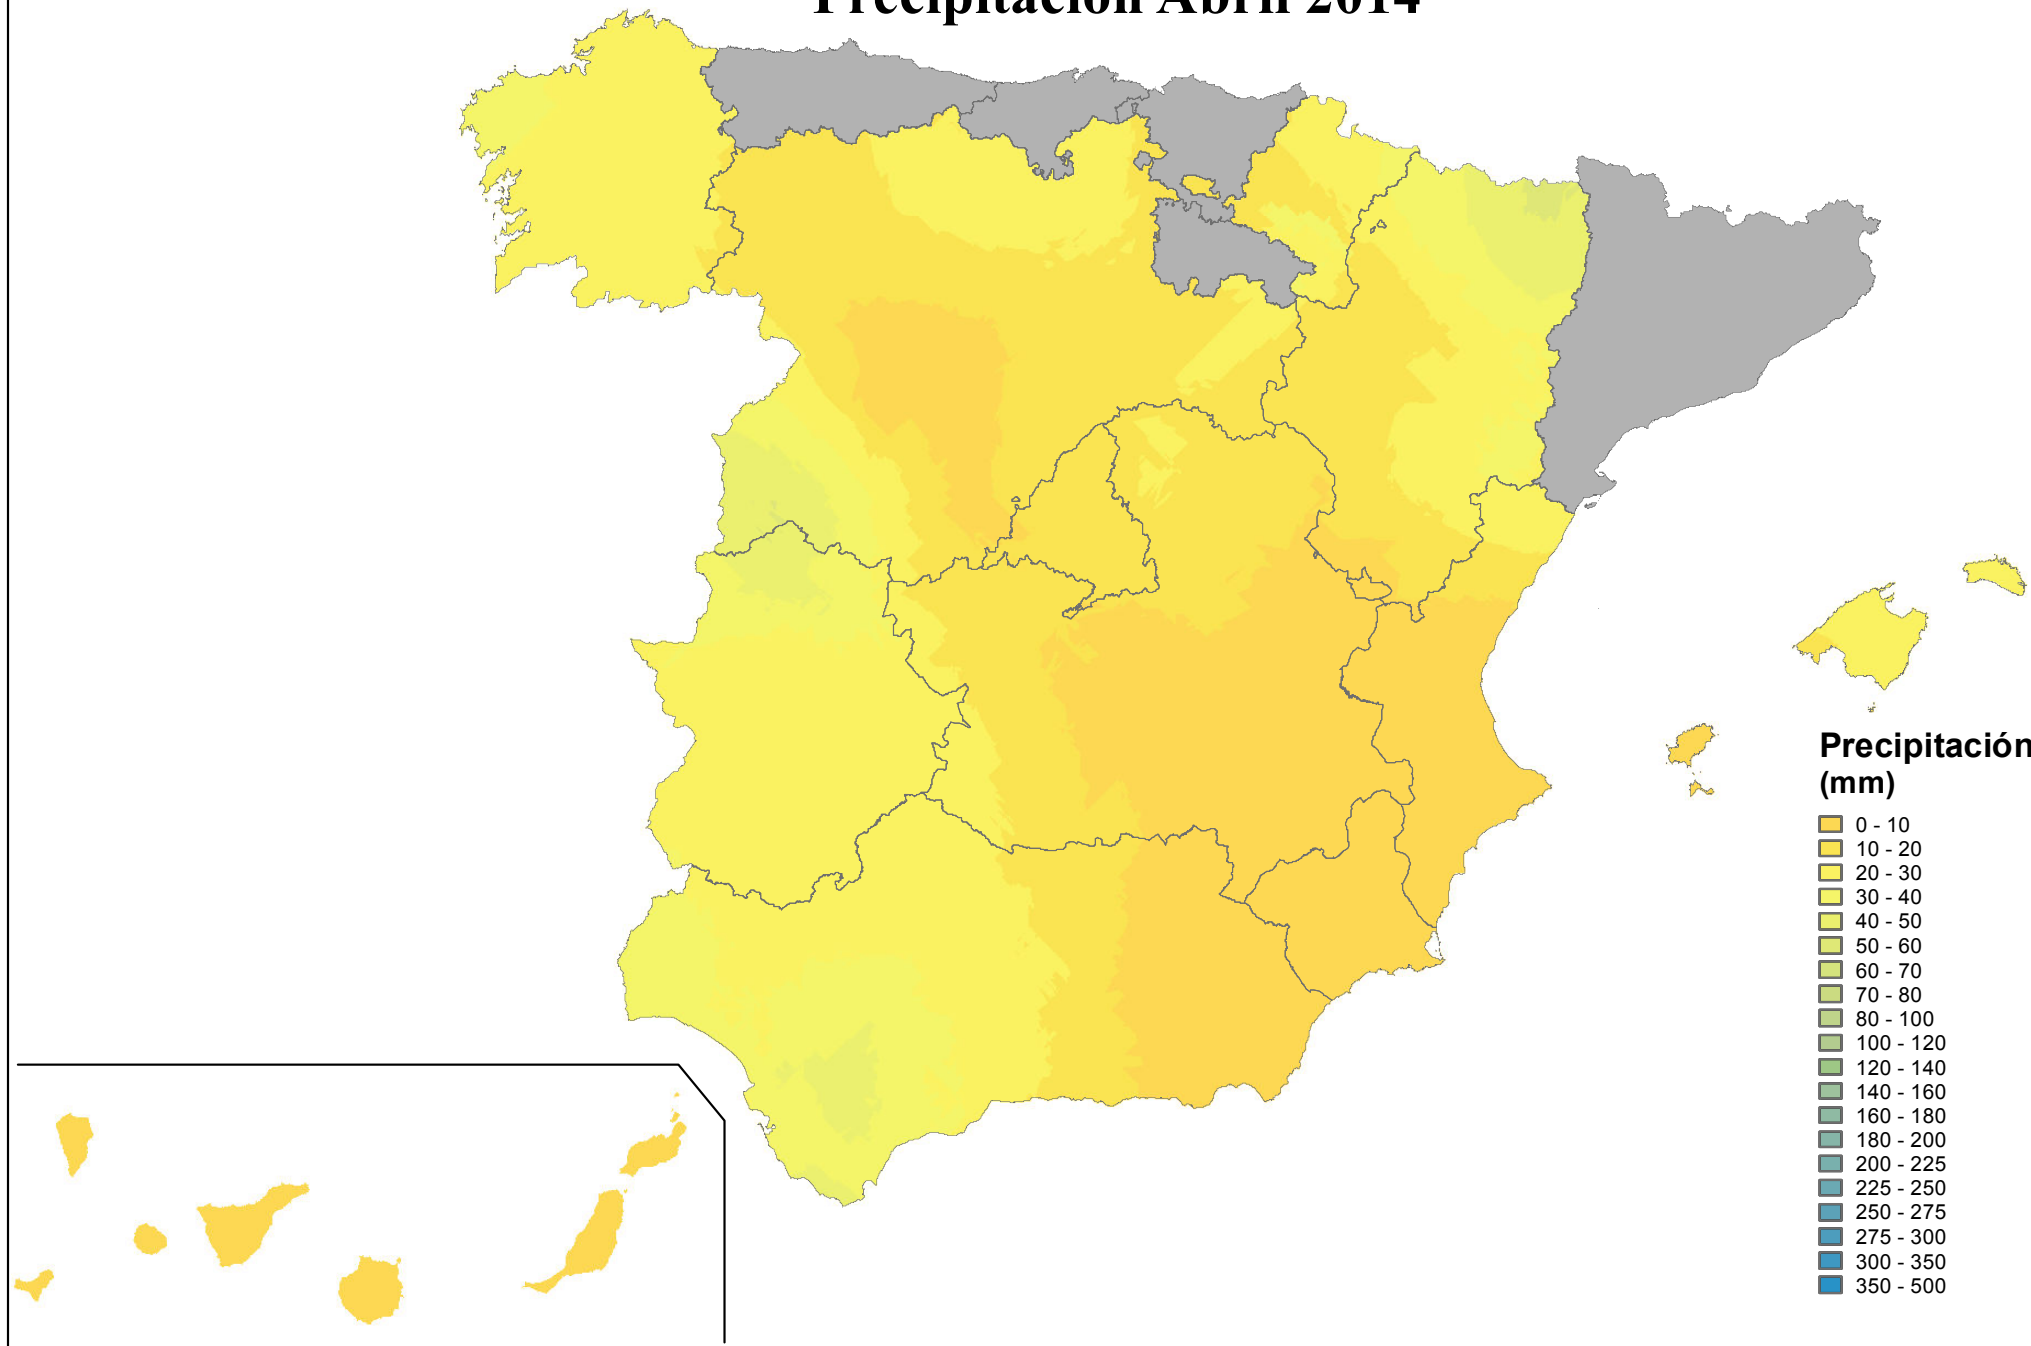 Precipitación Abril 2014
Precipitación
(mm)
0 - 10
10 - 20
20 - 30
30 - 40
40 - 50
50 - 60
60 - 70
70 - 80
80 - 100
100 - 120
120 - 140
140 - 160
160 - 180
180 - 200
200 - 225
225 - 250
250 - 275
275 - 300
300 - 350
350 - 500